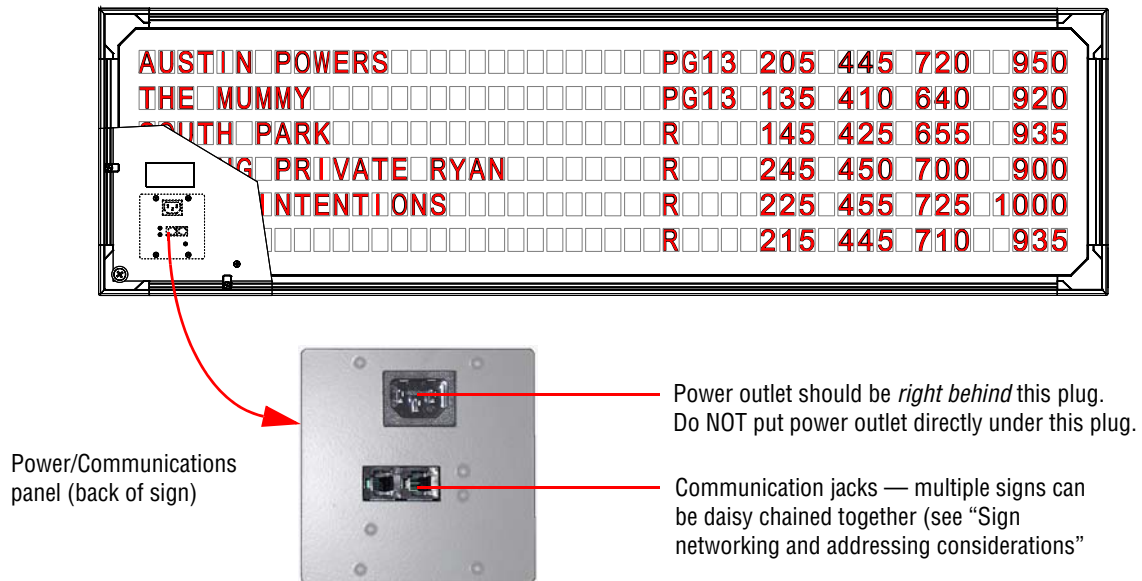 AUSTIN POWERS PG13 205 445 720 950
THE MUMMY PG13 135 410 640 920
SOUTH PARK R 145 425 655 935
G PRIVATE RYAN R 245 450 700 900
INTENTIONS R 225 455 725 1000
R 215 445 710 935
Power outlet should be right behind this plug.
Do NOT put power outlet directly under this plug.
Power/Communications
panel (back of sign)
Communication jacks — multiple signs can
be daisy chained together (see “Sign
networking and addressing considerations”